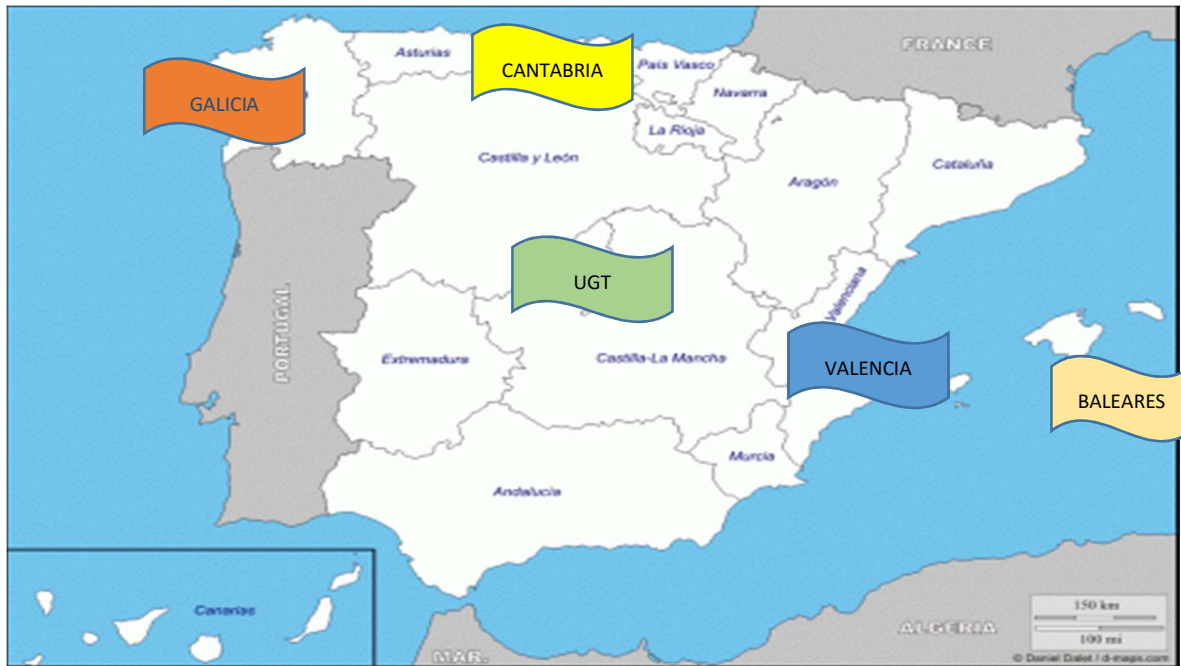 FRANCE
Asturias
CANTABRIA
País Vasco
Navarra
GALICIA
La Rioja
Castilla y León
Aragón
Cataluña
UGT
Valenciana
PORTUGAL
Extremadura
Castilla-La Mancha
VALENCIA
BALEARES
Murcia
Andalucía
Canarias
150 km
100 mi
ALGERIA
MAR.
© Daniel Dalet / d-maps.com